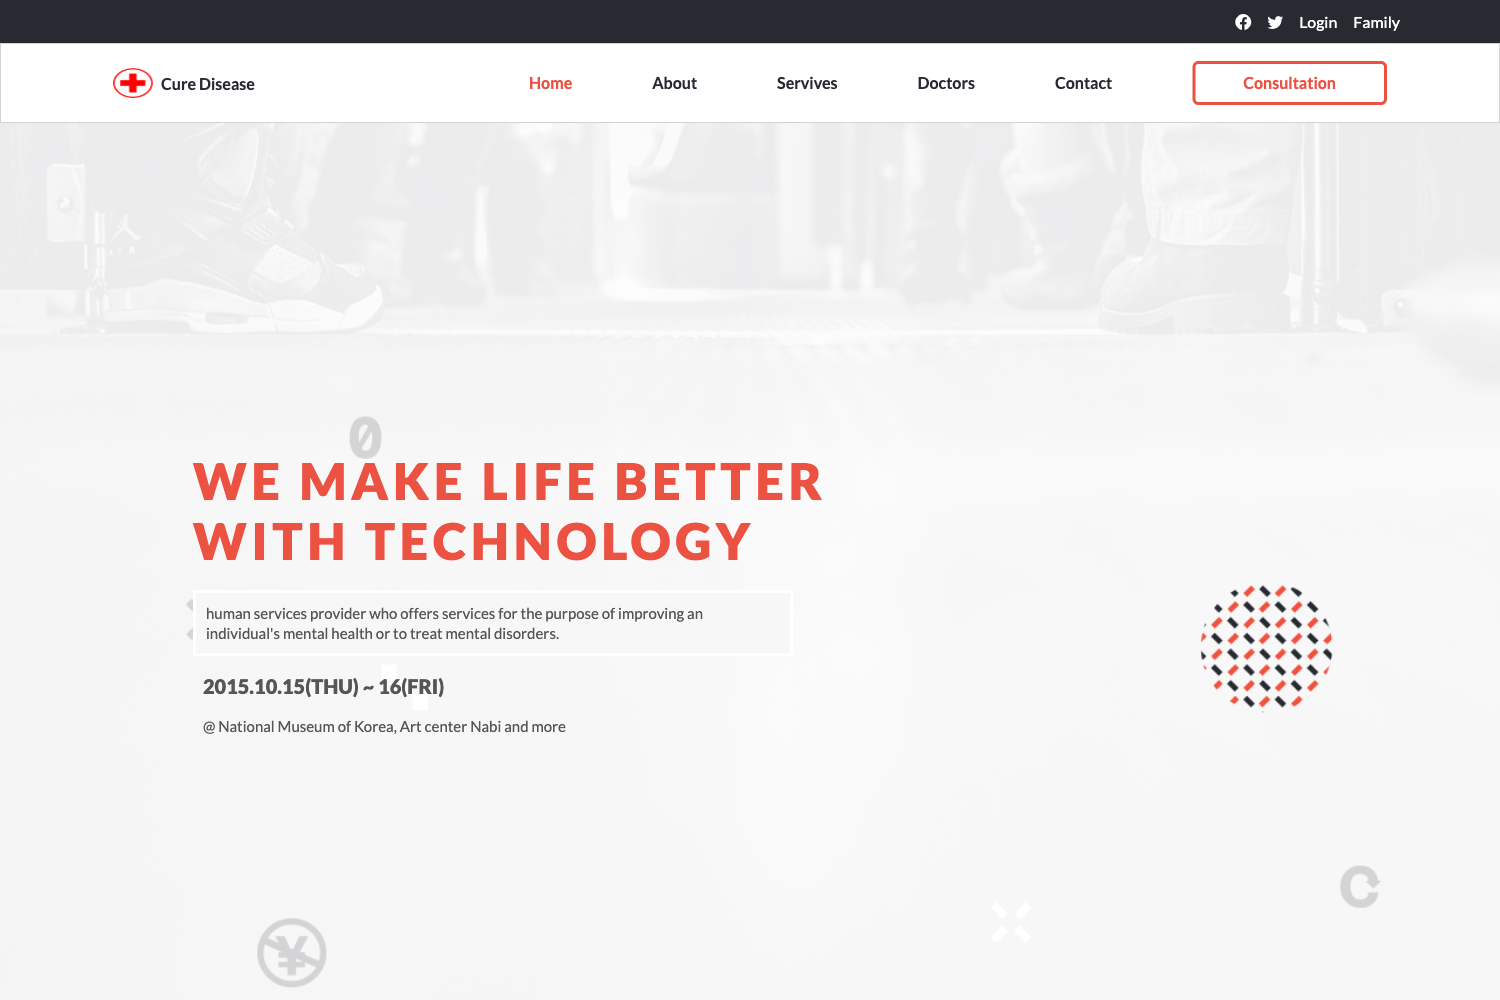 Login Family
Cure Disease
Home About Servives Doctors Contact Consultation
WE MAKE LIFE BETTER
WITH TECHNOLOGY
human services provider who offers services for the purpose of improving an
individual's mental health or to treat mental disorders.
2015.10.15(THU) ~ 16(FRI)
@ National Museum of Korea, Art center Nabi and more